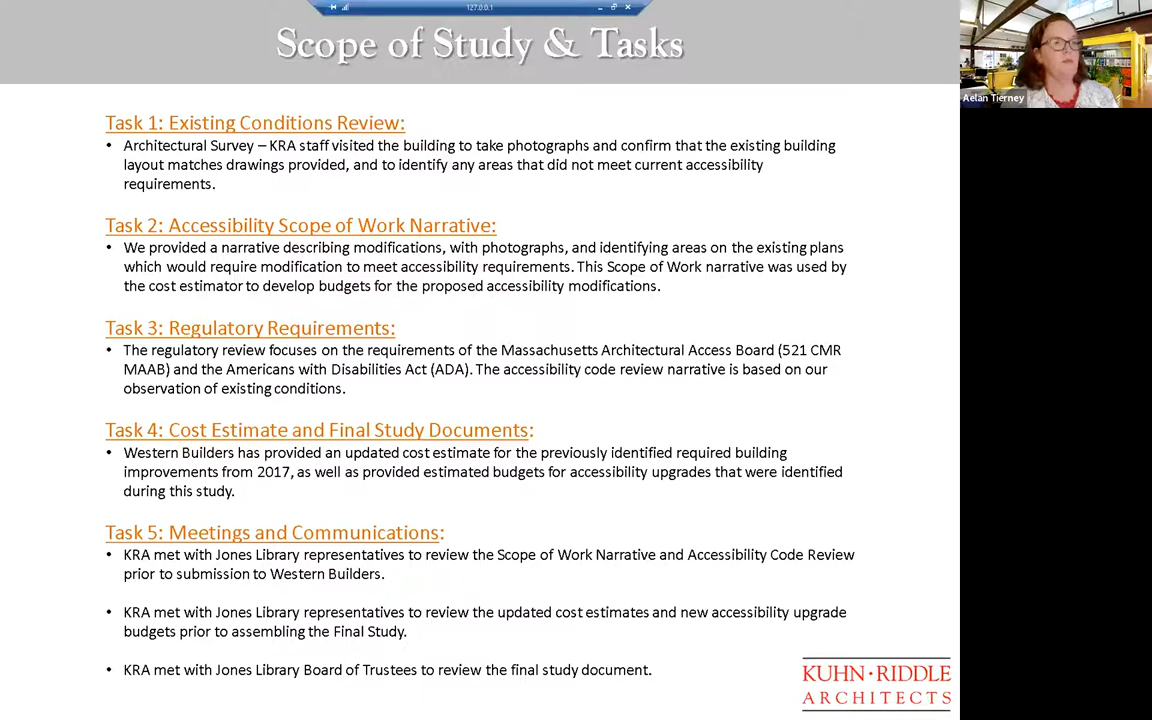 127.0.0.1
Scope of Study & Tasks
Aelan Tierney
Task 1: Existing Conditions Review:
• Architectural Survey – KRA staff visited the building to take photographs and confirm that the existing building
layout matches drawings provided, and to identify any areas that did not meet current accessibility
requirements.
Task 2: Accessibility Scope of Work Narrative:
• We provided a narrative describing modifications, with photographs, and identifying areas on the existing plans
which would require modification to meet accessibility requirements. This Scope of Work narrative was used by
the cost estimator to develop budgets for the proposed accessibility modifications.
Task 3: Regulatory Requirements:
• The regulatory review focuses on the requirements of the Massachusetts Architectural Access Board (521 CMR
MAAB) and the Americans with Disabilities Act (ADA). The accessibility code review narrative is based on our
observation of existing conditions.
Task 4: Cost Estimate and Final Study Documents:
• Western Builders has provided an updated cost estimate for the previously identified required building
improvements from 2017, as well as provided estimated budgets for accessibility upgrades that were identified
during this study.
Task 5: Meetings and Communications:
• KRA met with Jones Library representatives to review the Scope of Work Narrative and Accessibility Code Review
prior to submission to Western Builders.
• KRA met with Jones Library representatives to review the updated cost estimates and new accessibility upgrade
budgets prior to assembling the Final Study.
• KRA met with Jones Library Board of Trustees to review the final study document.
KUHN • RIDDLE
ARCHITECTS